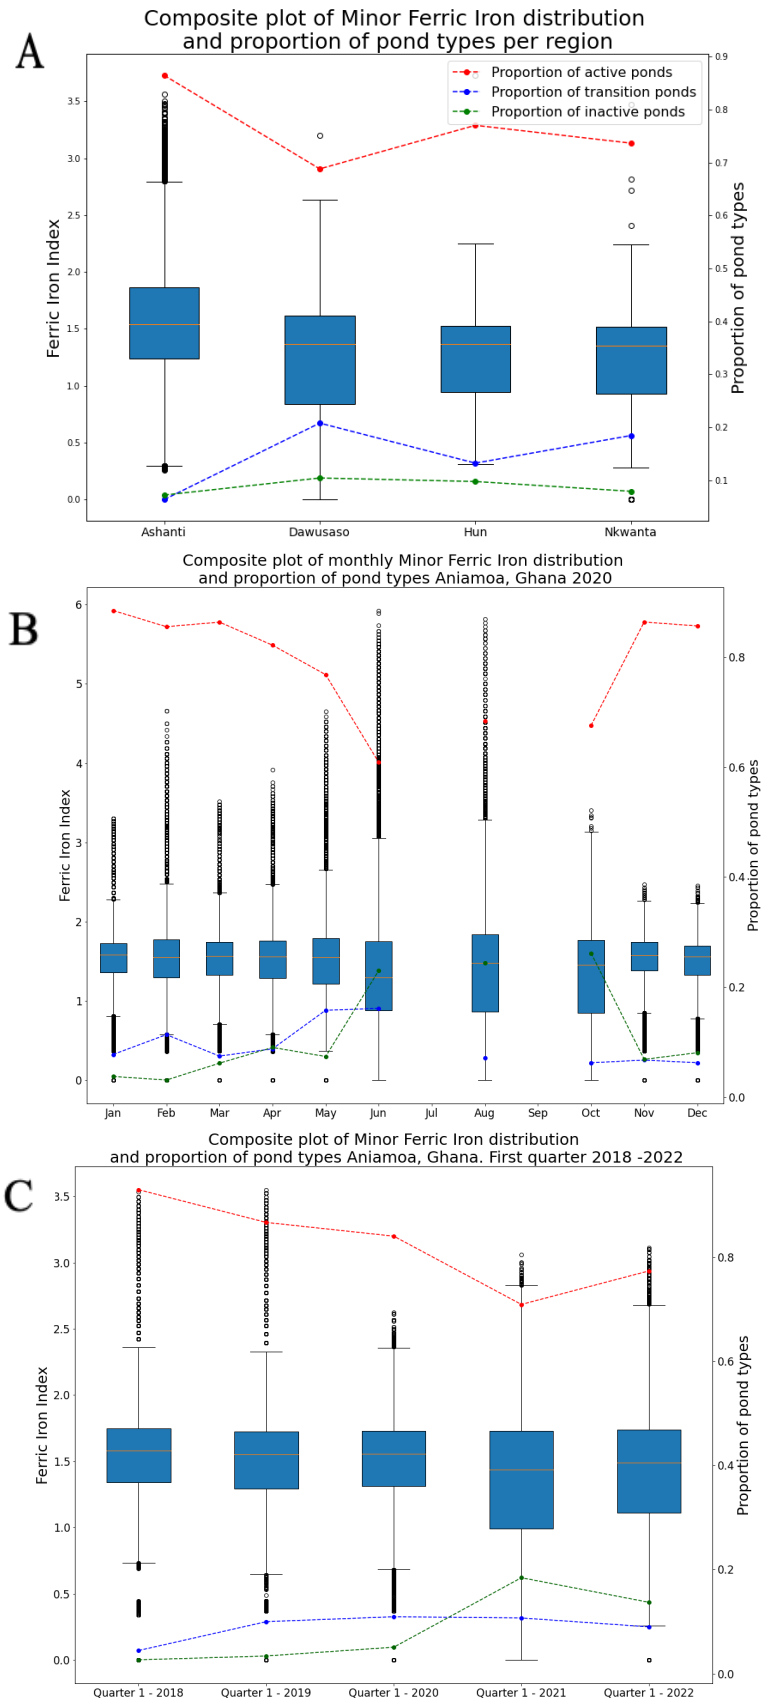 A
Composite plot of Minor Ferric Iron distribution
and proportion of pond types per region
Proportion of active ponds
Proportion of transition ponds
Proportion of inactive ponds
Ferric Iron Index
3.5
3.0
2.5
2.0
1.5
1.0
0.5
0.0
0.9
0.8
0.7
0.6
0.5
0.4
0.3
0.2
0.1
Proportion of pond types
Ashanti Dawusaso Hun Nkwanta
B
Composite plot of monthly Minor Ferric Iron distribution
and proportion of pond types Aniamoa, Ghana 2020
Ferric Iron Index
6
5
4
3
2
1
0
0.8
0.6
0.4
0.2
0.0
Proportion of pond types
Jan Feb Mar Apr May Jun Jul Aug Sep Oct Nov Dec
C
Composite plot of Minor Ferric Iron distribution
and proportion of pond types Aniamoa, Ghana. First quarter 2018 -2022
Ferric Iron Index
3.5
3.0
2.5
2.0
1.5
1.0
0.5
0.0
0.8
0.6
0.4
0.2
0.0
Proportion of pond types
Quarter 1 - 2018 Quarter 1 - 2019 Quarter 1 - 2020 Quarter 1 - 2021 Quarter 1 - 2022